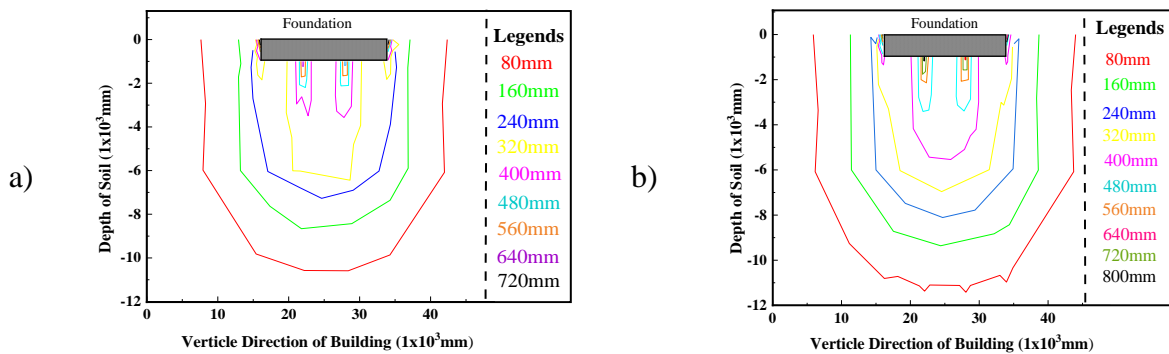 a)
Foundation
Legends
80mm
160mm
240mm
320mm
400mm
480mm
560mm
640mm
720mm
0
-2
-4
-6
-8
-10
-12
0 10 20 30 40
Depth of Soil (1x10³mm)
Verticle Direction of Building (1x10³mm)
b)
Foundation
Legends
80mm
160mm
240mm
320mm
400mm
480mm
560mm
640mm
720mm
800mm
0
-2
-4
-6
-8
-10
-12
0 10 20 30 40
Depth of Soil (1x10³mm)
Verticle Direction of Building (1x10³mm)